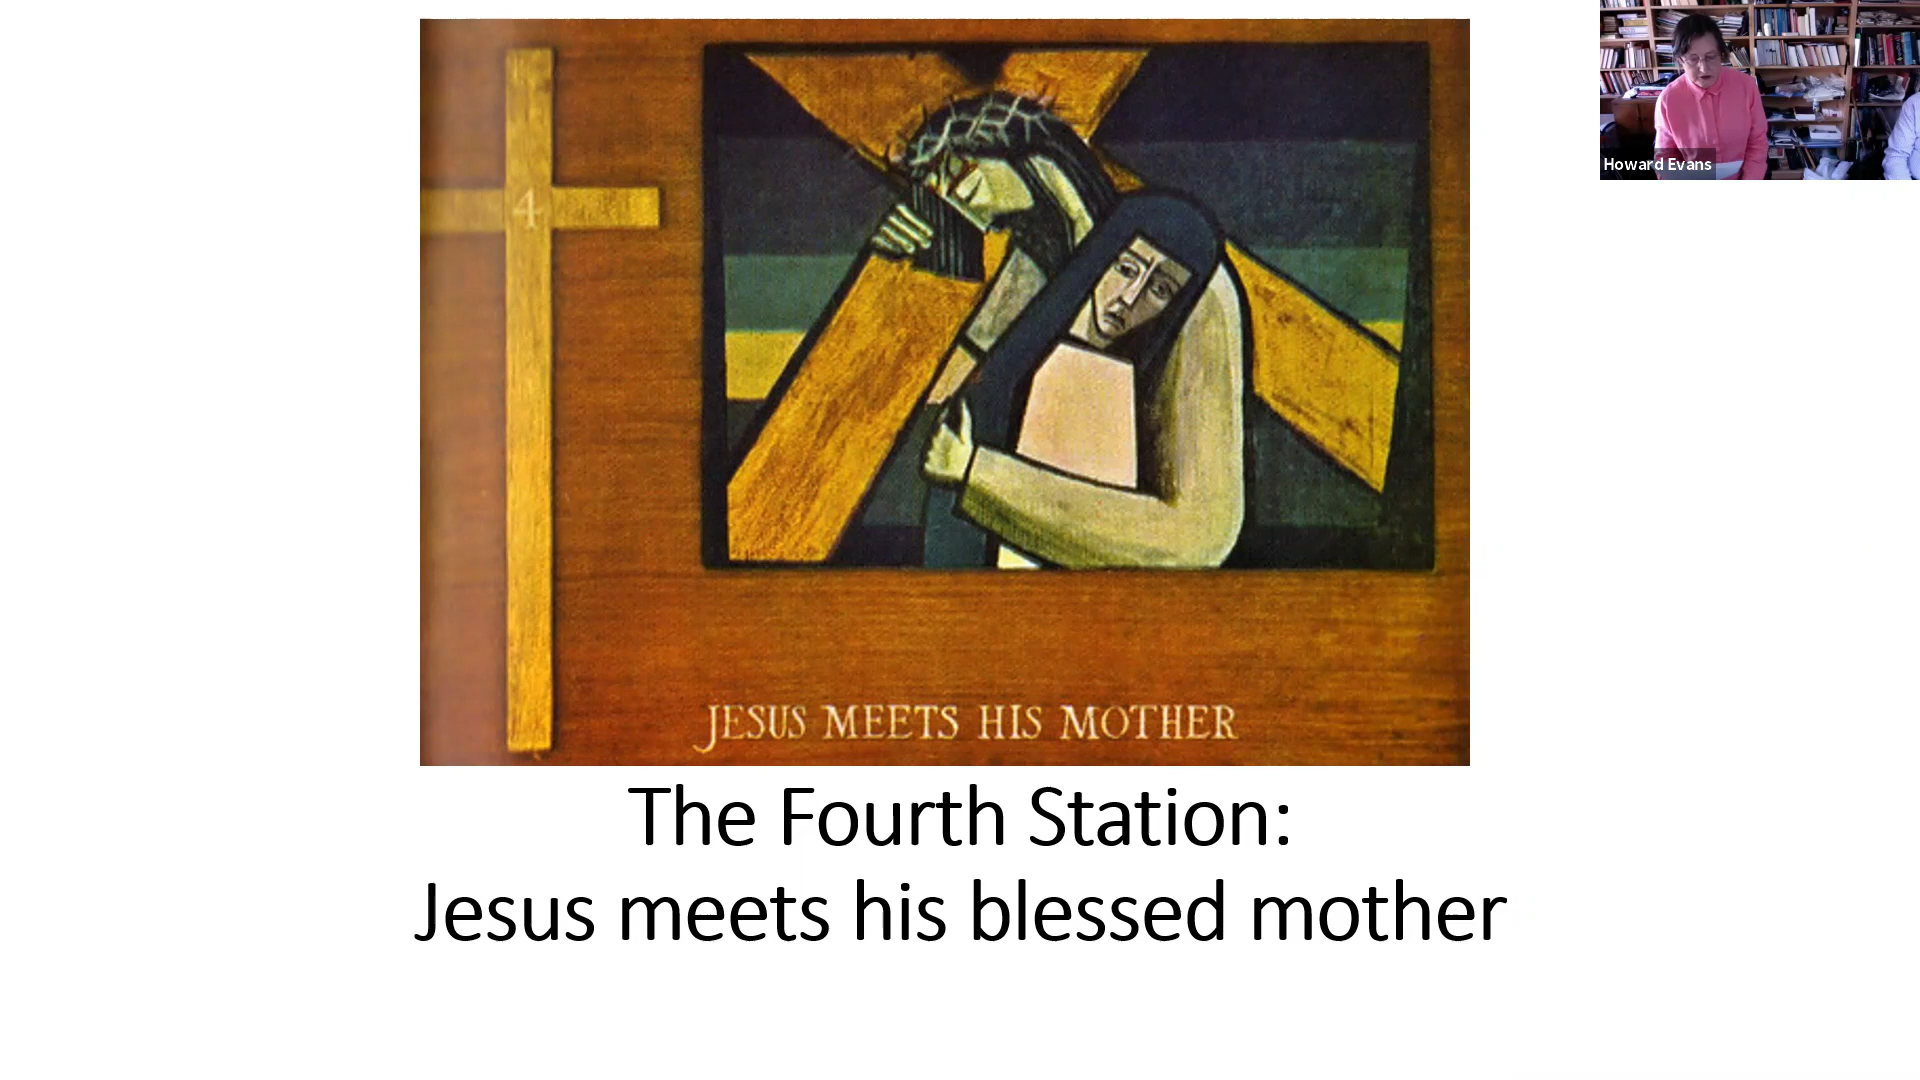 4
JESUS MEETS HIS MOTHER
The Fourth Station:
Jesus meets his blessed mother
Howard Evans